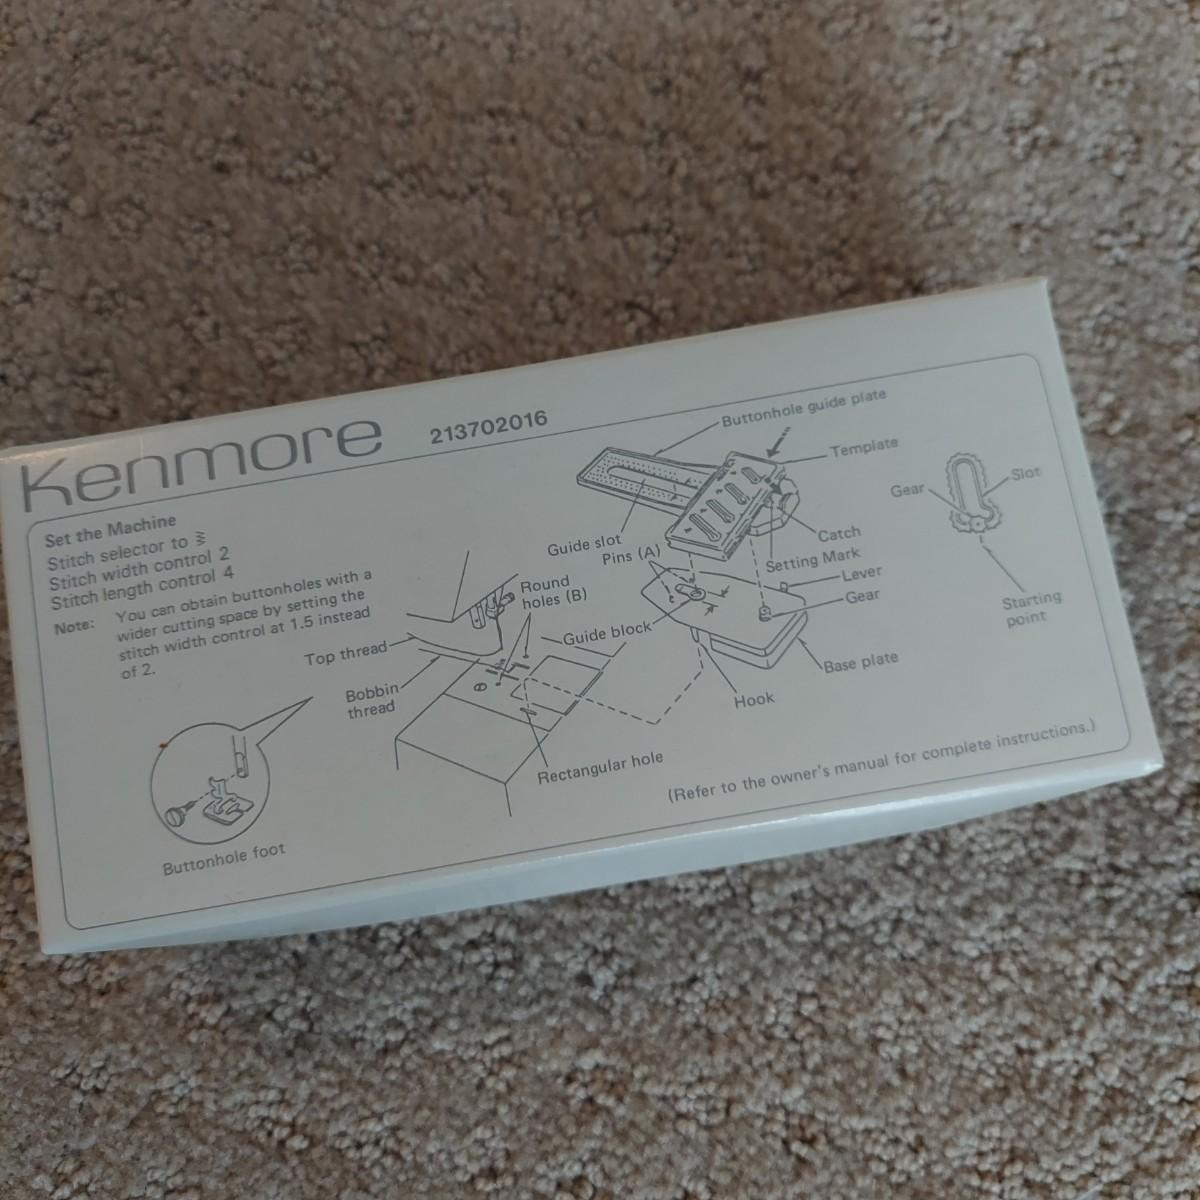 Kenmore 213702016
Set the Machine
Stitch selector to
Stitch width control 2
Stitch length control 4
Note: You can obtain buttonholes with a
wider cutting space by setting the
stitch width control at 1.5 instead
of 2.
Top thread
Bobbin
thread
Buttonhole foot
Round
holes (B)
Rectangular hole
Buttonhole guide plate
Template
Guide slot
Pins (A)
Catch
Setting Mark
Lever
Gear
Guide block
Base plate
Hook
Gear
Slot
Starting
point
(Refer to the owner's manual for complete instructions.)